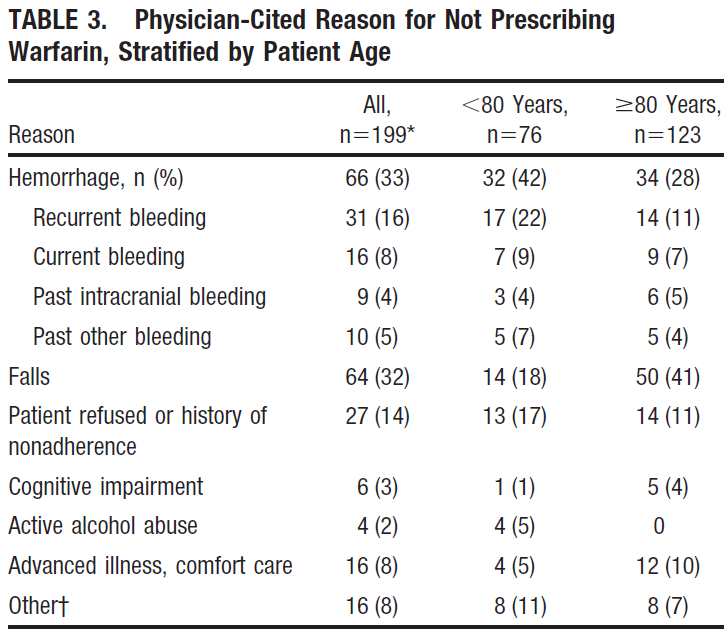 TABLE 3. Physician-Cited Reason for Not Prescribing
Warfarin, Stratified by Patient Age
All, <80 Years, ≥80 Years,
Reason n=199* n=76 n=123
Hemorrhage, n (%) 66 (33) 32 (42) 34 (28)
Recurrent bleeding 31 (16) 17 (22) 14 (11)
Current bleeding 16 (8) 7 (9) 9 (7)
Past intracranial bleeding 9 (4) 3 (4) 6 (5)
Past other bleeding 10 (5) 5 (7) 5 (4)
Falls 64 (32) 14 (18) 50 (41)
Patient refused or history of 27 (14) 13 (17) 14 (11)
nonadherence
Cognitive impairment 6 (3) 1 (1) 5 (4)
Active alcohol abuse 4 (2) 4 (5) 0
Advanced illness, comfort care 16 (8) 4 (5) 12 (10)
Other† 16 (8) 8 (11) 8 (7)